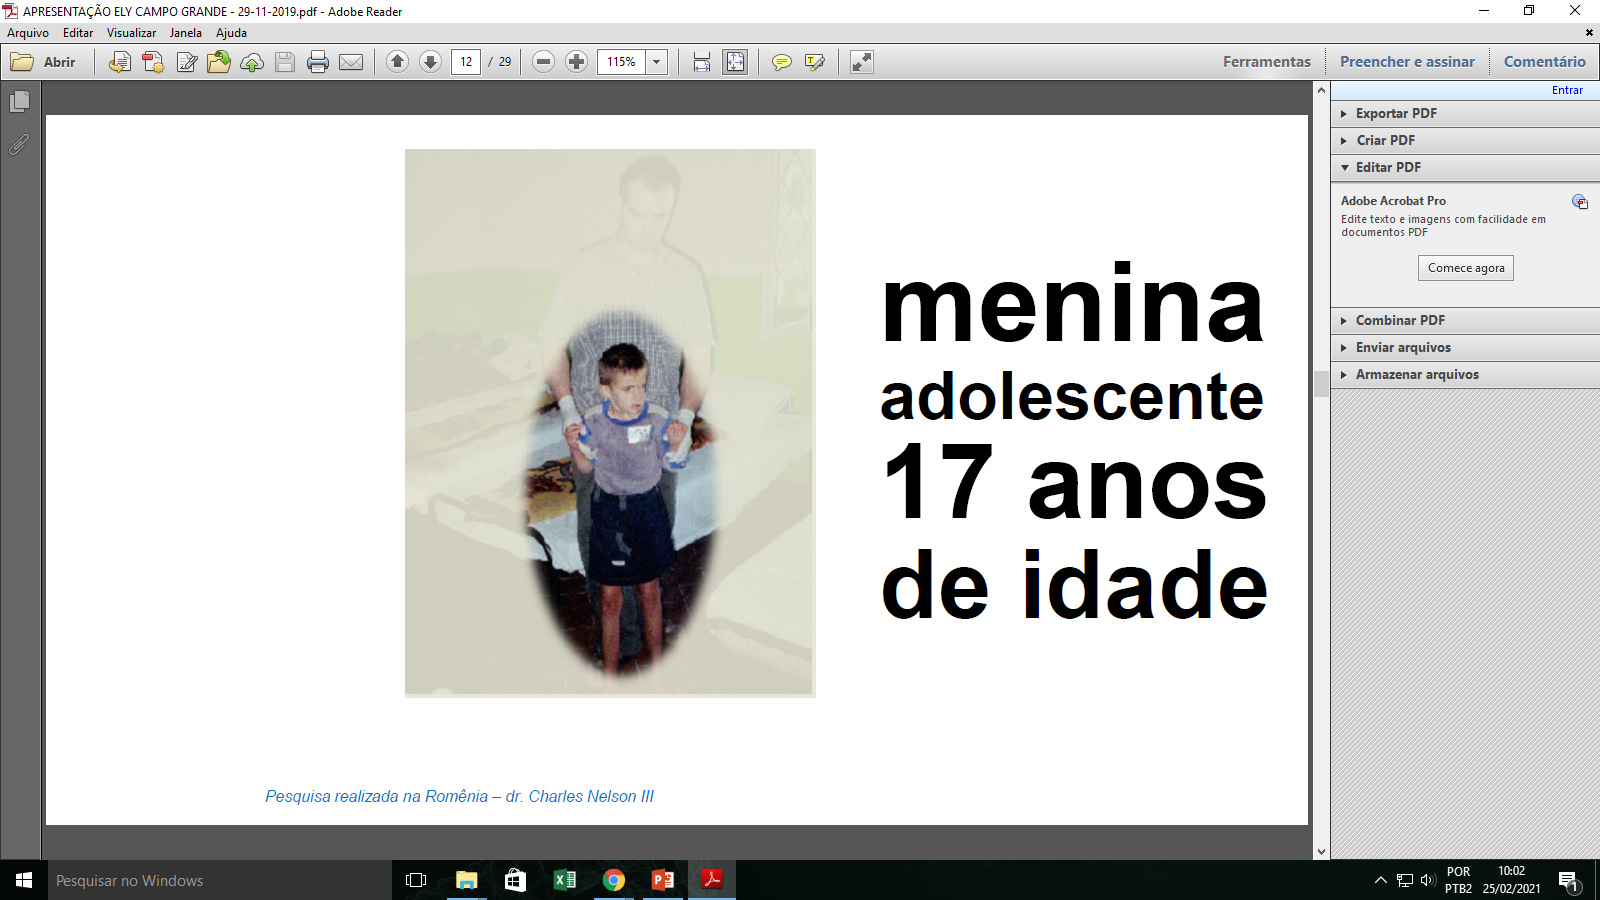 APRESENTAÇÃO ELY CAMPO GRANDE - 29-11-2019.pdf - Adobe Reader
Arquivo Editar Visualizar Janela Ajuda
Abrir 12 / 29 115% Ferramentas Preencher e assinar Comentário
Entrar
Exportar PDF
Criar PDF
Editar PDF
Adobe Acrobat Pro
Edite texto e imagens com facilidade em
documentos PDF
Comece agora
Combinar PDF
Enviar arquivos
Armazenar arquivos
menina
adolescente
17 anos
de idade
Pesquisa realizada na Romênia – dr. Charles Nelson III
Pesquisar no Windows
POR
PTB2
10:02
25/02/2021
1